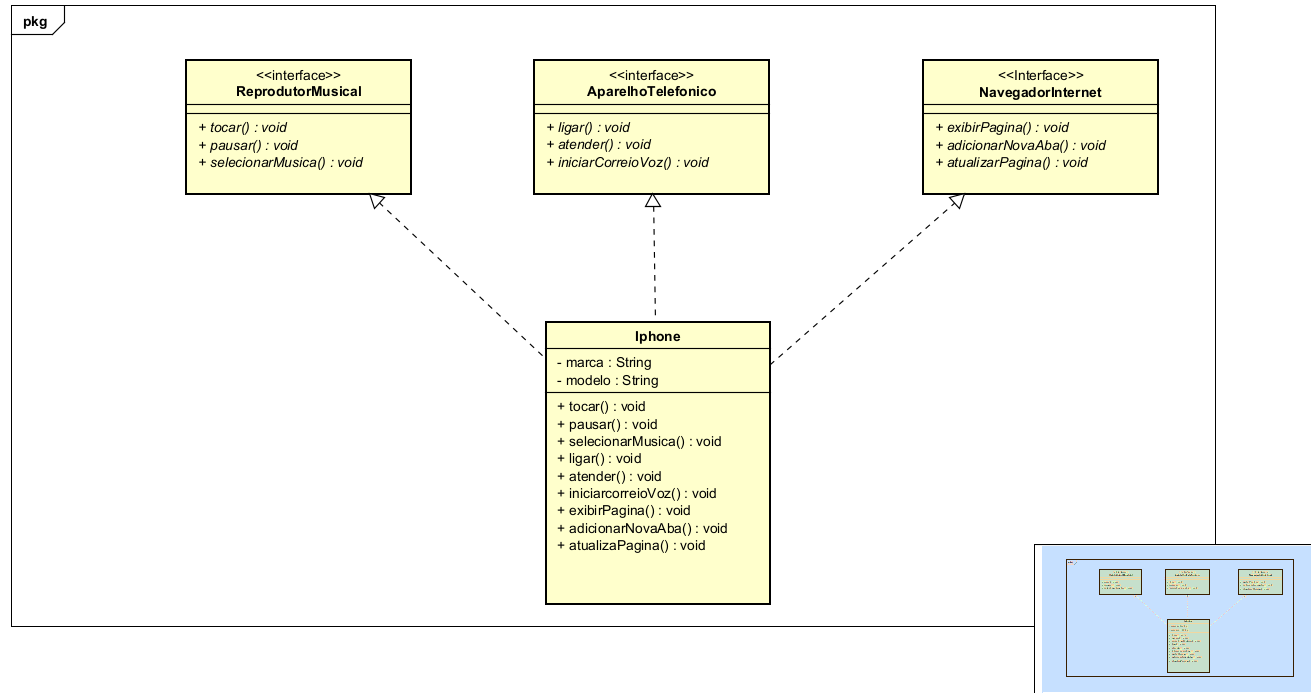 pkg
<<interface>>
ReprodutorMusical
+ tocar() : void
+ pausar() : void
+ selecionarMusica() : void
<<interface>>
AparelhoTelefonico
+ ligar() : void
+ atender() : void
+ iniciarCorreioVoz() : void
<<Interface>>
NavegadorInternet
+ exibirPagina() : void
+ adicionarNovaAba() : void
+ atualizarPagina() : void
Iphone
- marca : String
- modelo : String
+ tocar() : void
+ pausar() : void
+ selecionarMusica() : void
+ ligar() : void
+ atender() : void
+ iniciarcorreioVoz() : void
+ exibirPagina() : void
+ adicionarNovaAba() : void
+ atualizaPagina() : void